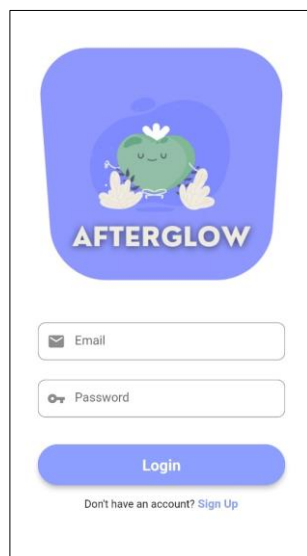 AFTERGLOW
Email
Password
Login
Don't have an account? Sign Up